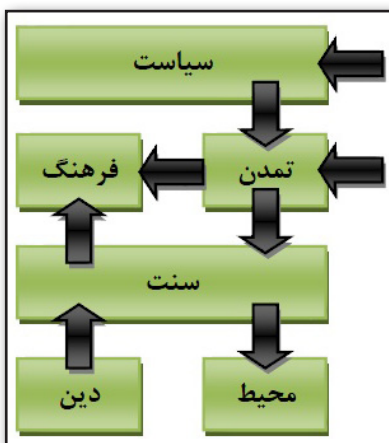 سیاست
تمدن
فرهنگ
سنت
محیط
دین